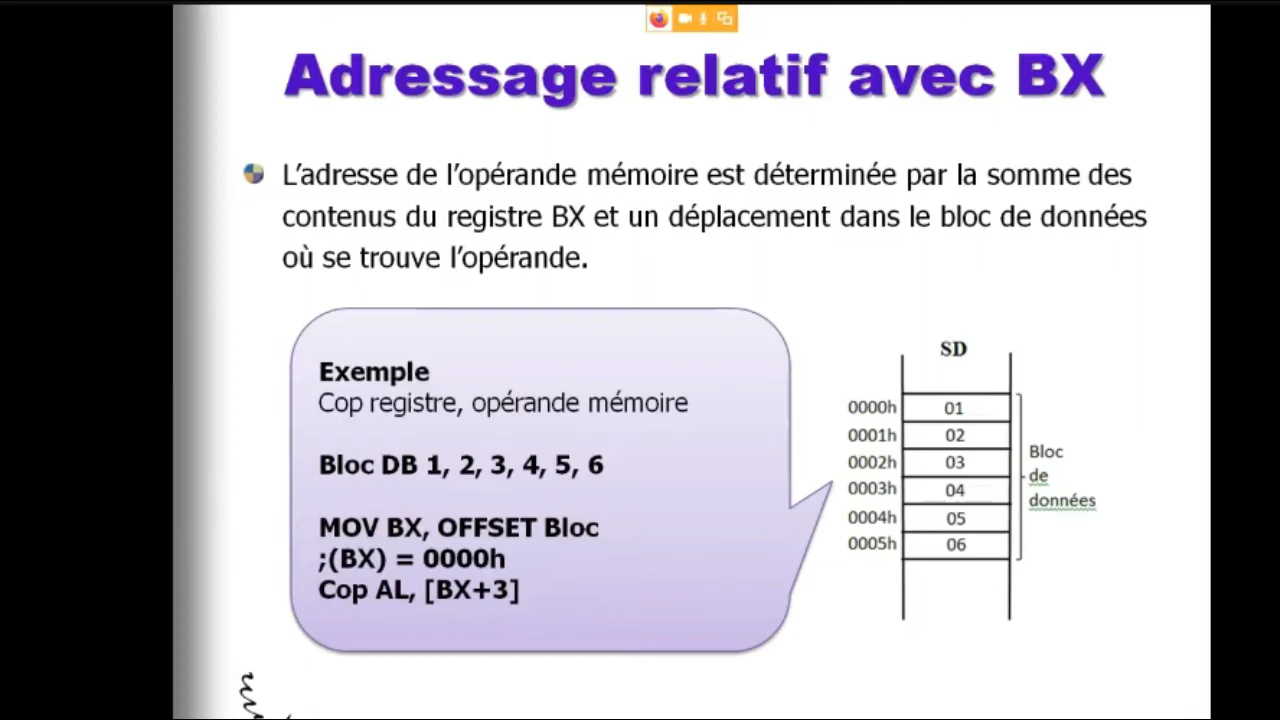 Adressage relatif avec BX
L'adresse de l'opérande mémoire est déterminée par la somme des
contenus du registre BX et un déplacement dans le bloc de données
où se trouve l'opérande.
Exemple
Cop registre, opérande mémoire
Bloc DB 1, 2, 3, 4, 5, 6
MOV BX, OFFSET Bloc
;(BX) = 0000h
Cop AL, [BX+3]
SD
0000h 01
0001h 02
0002h 03
0003h 04
0004h 05
0005h 06
Bloc
de
données